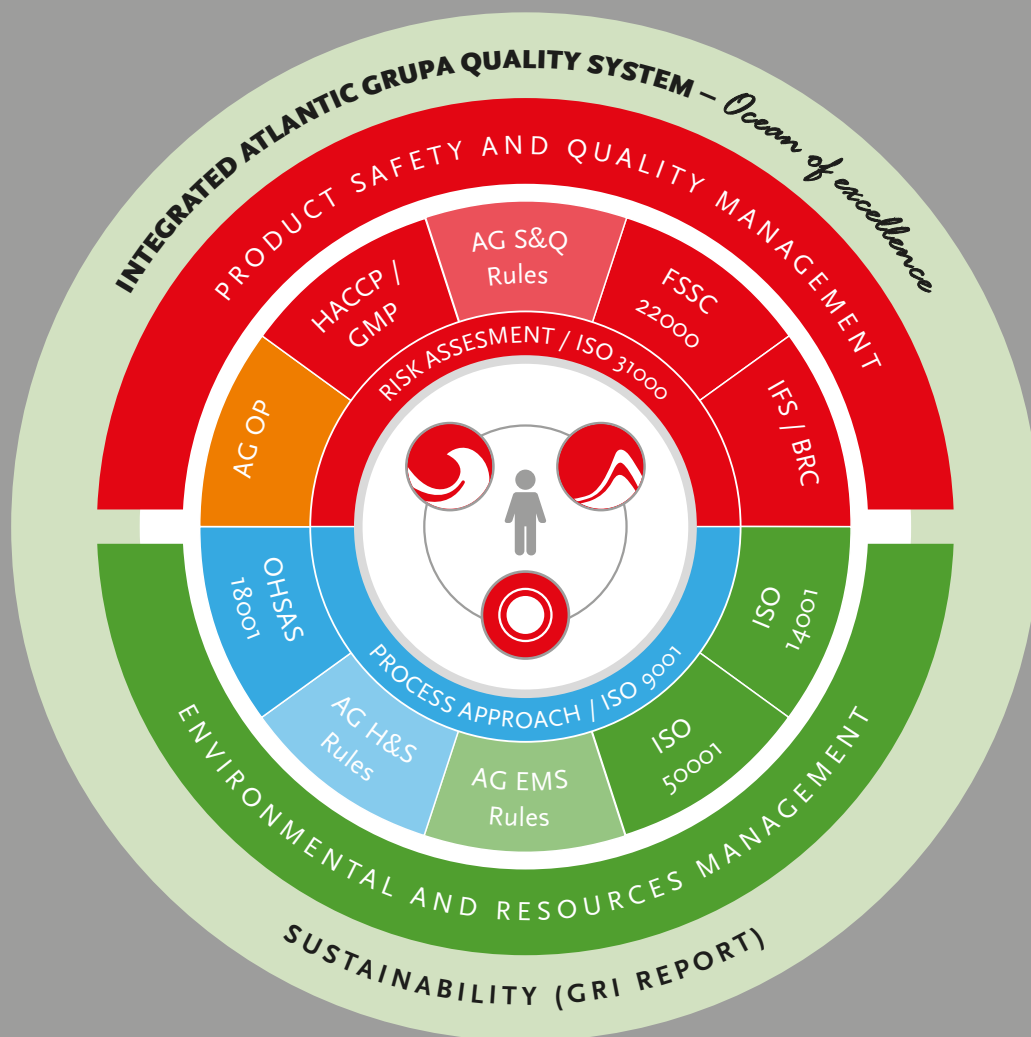 INTEGRATED ATLANTIC GRUPA QUALITY SYSTEM – Ocean of excellence
PRODUCT SAFETY AND QUALITY MANAGEMENT
AG S&Q
Rules
HACCP /
GMP
FSSC
22000
RISK ASSESMENT / ISO 31000
AG OP
IFS / BRC
OHSAS
18001
ISO
14001
PROCESS APPROACH / ISO 9001
AG H&S
Rules
ISO
50001
AG EMS
Rules
ENVIRONMENTAL AND RESOURCES MANAGEMENT
SUSTAINABILITY (GRI REPORT)